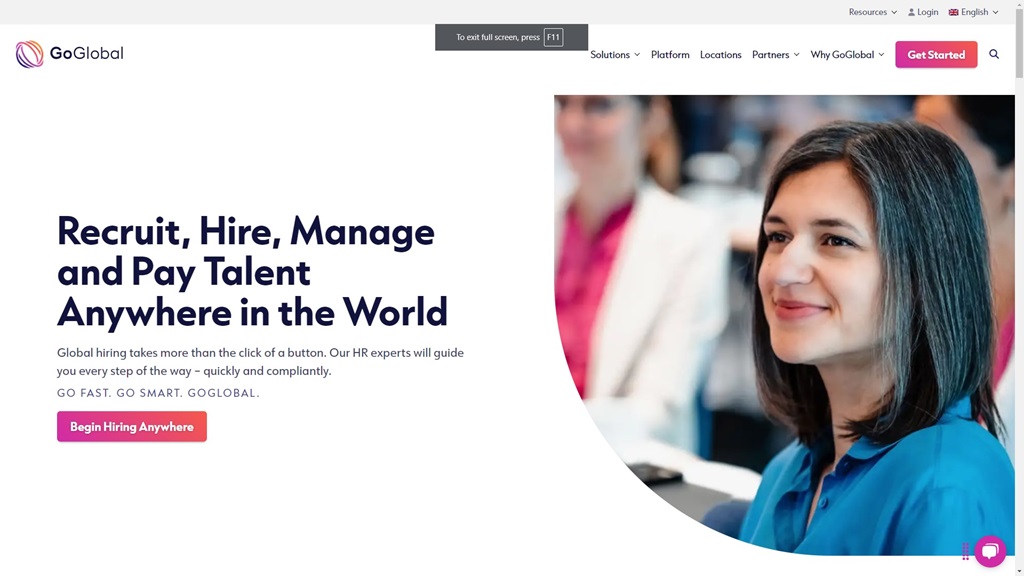 Resources Login English
To exit full screen, press F11
GoGlobal
Solutions Platform Locations Partners Why GoGlobal Get Started
Recruit, Hire, Manage
and Pay Talent
Anywhere in the World
Global hiring takes more than the click of a button. Our HR experts will guide
you every step of the way – quickly and compliantly.
GO FAST. GO SMART. GOGLOBAL.
Begin Hiring Anywhere